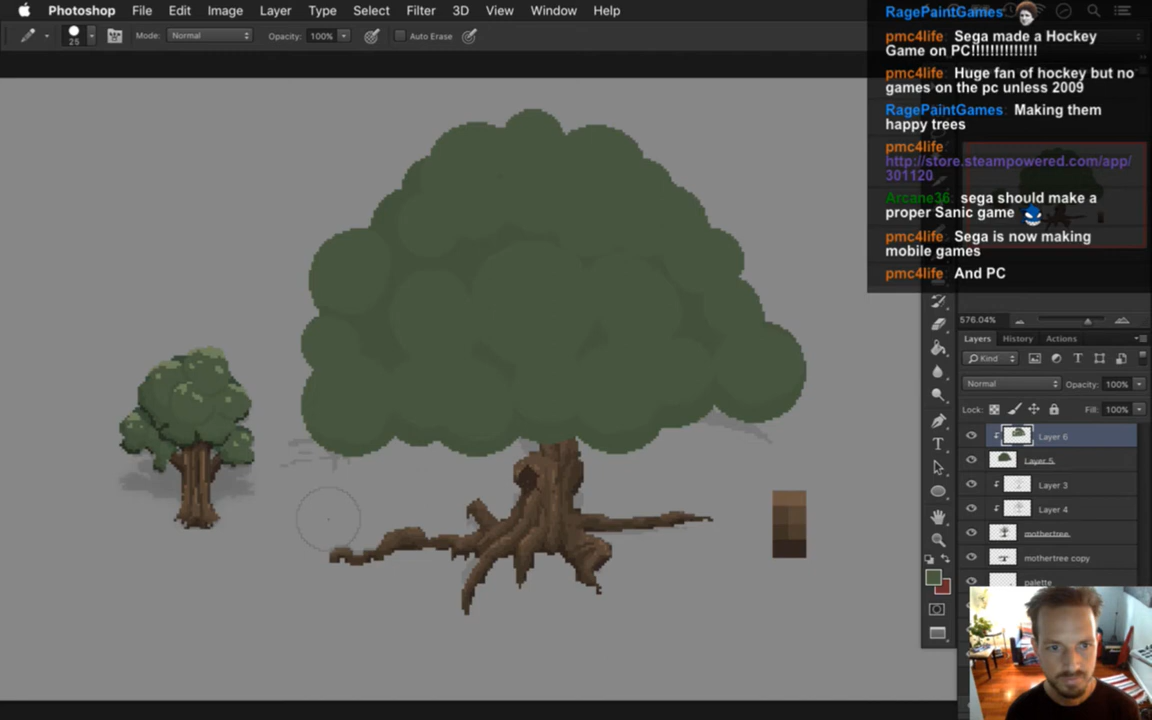 Photoshop File Edit Image Layer Type Select Filter 3D View Window Help
25 Mode: Normal Opacity: 100% Auto Erase
RagePaintGames:
pmc4life: Sega made a Hockey
Game on PC!!!!!!!!!!!!!!
pmc4life: Huge fan of hockey but no
games on the pc unless 2009
RagePaintGames: Making them
happy trees
pmc4life:
http://store.steampowered.com/app/
301120
Arcane36: sega should make a
proper Sanic game
pmc4life: Sega is now making
mobile games
pmc4life: And PC
576.04%
Layers History Actions
Kind
Normal Opacity: 100%
Lock: Fill: 100%
Layer 6
Layer 5
Layer 3
Layer 4
mothertree
mothertree copy
palette